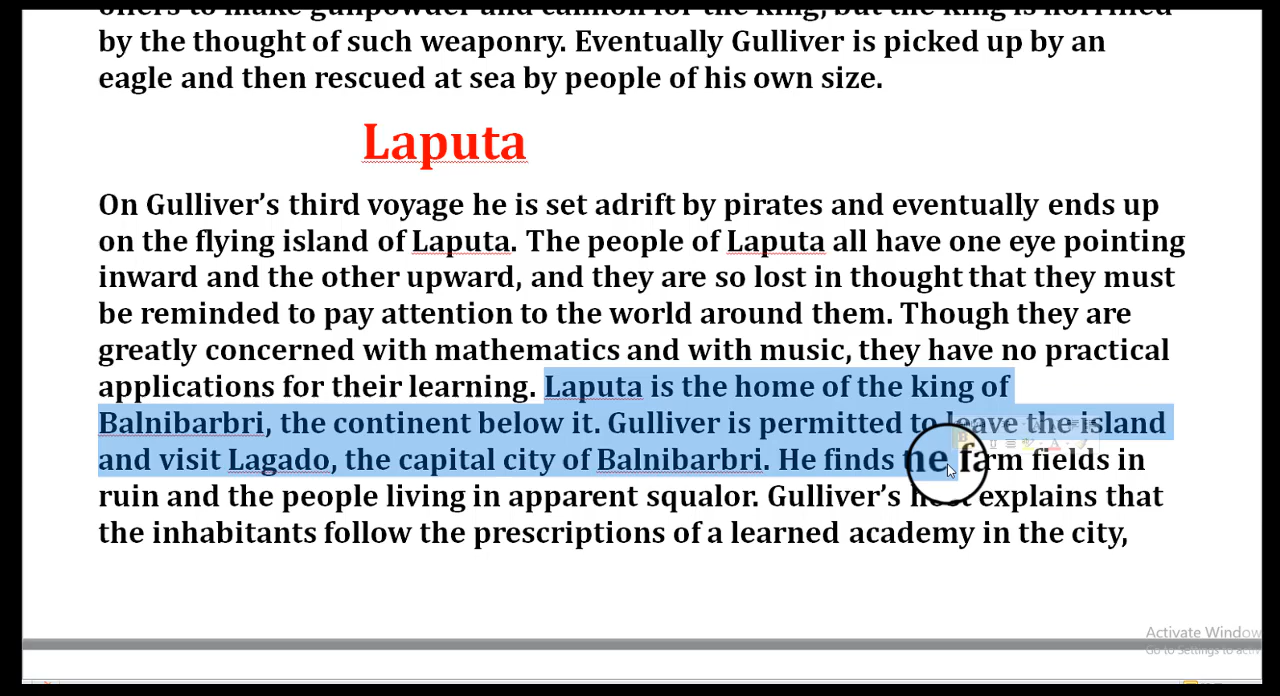 by the thought of such weaponry. Eventually Gulliver is picked up by an
eagle and then rescued at sea by people of his own size.
Laputa
On Gulliver's third voyage he is set adrift by pirates and eventually ends up
on the flying island of Laputa. The people of Laputa all have one eye pointing
inward and the other upward, and they are so lost in thought that they must
be reminded to pay attention to the world around them. Though they are
greatly concerned with mathematics and with music, they have no practical
applications for their learning. Laputa is the home of the king of
Balnibarbri, the continent below it. Gulliver is permitted to leave the island
and visit Lagado, the capital city of Balnibarbri. He finds farm fields in
ruin and the people living in apparent squalor. Gulliver's explains that
the inhabitants follow the prescriptions of a learned academy in the city,
Activate Window
Go to Settings to activ